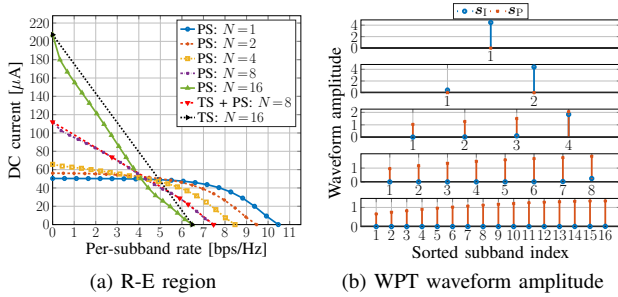 220
200
180
160
140
120
100
80
60
40
20
0
DC current [μA]
0 1 2 3 4 5 6 7 8 9 10 11
Per-subband rate [bps/Hz]
PS: N = 1
PS: N = 2
PS: N = 4
PS: N = 8
PS: N = 16
TS + PS: N = 8
TS: N = 16
(a) R-E region
s_I s_P
Waveform amplitude
4
2
0
1
4
2
0
1 2
2
1
0
1 2 3 4
1
0
1 2 3 4 5 6 7 8
1
0
1 2 3 4 5 6 7 8 9 10 11 12 13 14 15 16
Sorted subband index
(b) WPT waveform amplitude